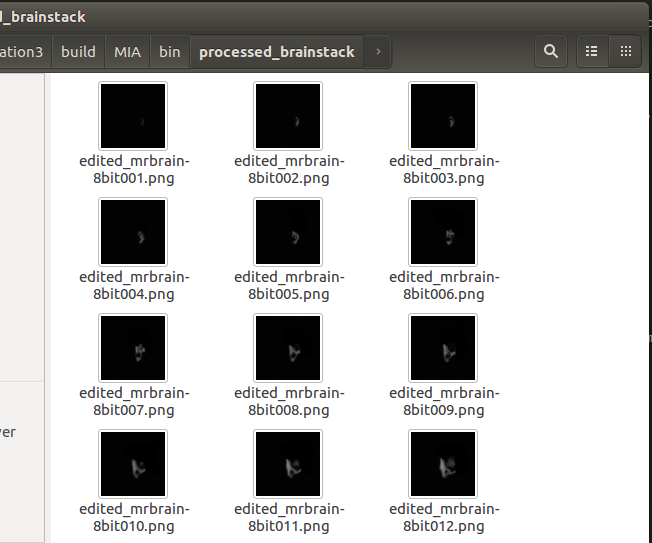 _brainstack
ation3 build MIA bin processed_brainstack
edited_mrbrain-
8bit001.png
edited_mrbrain-
8bit002.png
edited_mrbrain-
8bit003.png
edited_mrbrain-
8bit004.png
edited_mrbrain-
8bit005.png
edited_mrbrain-
8bit006.png
edited_mrbrain-
8bit007.png
edited_mrbrain-
8bit008.png
edited_mrbrain-
8bit009.png
ver
edited_mrbrain-
8bit010.png
edited_mrbrain-
8bit011.png
edited_mrbrain-
8bit012.png